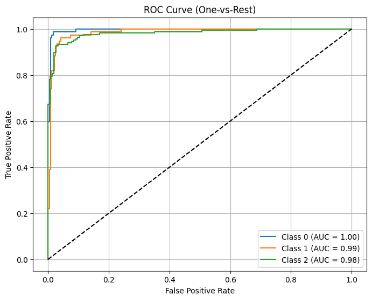 ROC Curve (One-vs-Rest)
True Positive Rate
1.0
0.8
0.6
0.4
0.2
0.0
Class 0 (AUC = 1.00)
Class 1 (AUC = 0.99)
Class 2 (AUC = 0.98)
0.0 0.2 0.4 0.6 0.8 1.0
False Positive Rate